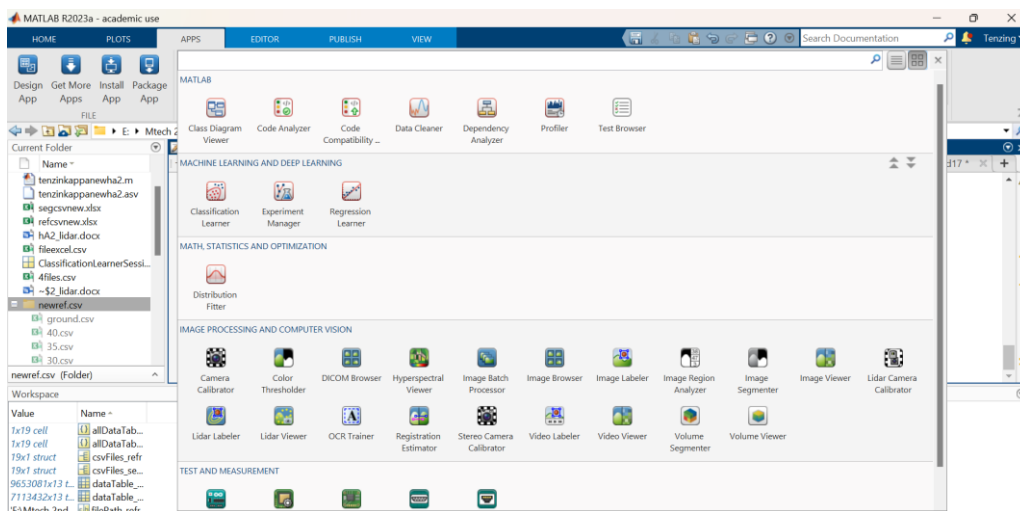 MATLAB R2023a - academic use
HOME PLOTS APPS EDITOR PUBLISH VIEW Search Documentation Tenzing
Design App
Get More Apps
Install App
Package App
FILE
E: Mtech 2
Current Folder
Name
tenzinkappanewha2.m
tenzinkappanewha2.asv
segcsvnew.xlsx
refcsvnew.xlsx
hA2_lidar.docx
fileexcel.csv
ClassificationLearnerSessi...
4files.csv
~$2_lidar.docx
newref.csv
ground.csv
40.csv
35.csv
30.csv
newref.csv (Folder)
Workspace
Value Name
1x19 cell allDataTab...
1x19 cell allDataTab...
19x1 struct csvFiles_refr
19x1 struct csvFiles_se...
9653081x13 t... dataTable_...
7113432x13 t... dataTable_...
'E:\Mtech 2nd filePath_refr
MATLAB
Class Diagram Viewer
Code Analyzer
Code Compatibility ...
Data Cleaner
Dependency Analyzer
Profiler
Test Browser
MACHINE LEARNING AND DEEP LEARNING
Classification Learner
Experiment Manager
Regression Learner
MATH, STATISTICS AND OPTIMIZATION
Distribution Fitter
IMAGE PROCESSING AND COMPUTER VISION
Camera Calibrator
Color Thresholder
DICOM Browser
Hyperspectral Viewer
Image Batch Processor
Image Browser
Image Labeler
Image Region Analyzer
Image Segmenter
Image Viewer
Lidar Camera Calibrator
Lidar Labeler
Lidar Viewer
OCR Trainer
Registration Estimator
Stereo Camera Calibrator
Video Labeler
Video Viewer
Volume Segmenter
Volume Viewer
TEST AND MEASUREMENT
d17 *